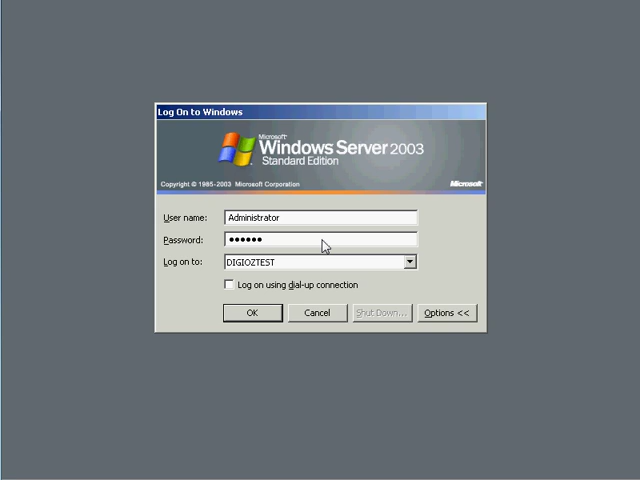 Log On to Windows
Microsoft
Windows Server 2003
Standard Edition
Copyright © 1985-2003 Microsoft Corporation Microsoft
User name: Administrator
Password: ●●●●●●
Log on to: DIGIOZTEST
Log on using dial-up connection
OK Cancel Shut Down... Options <<